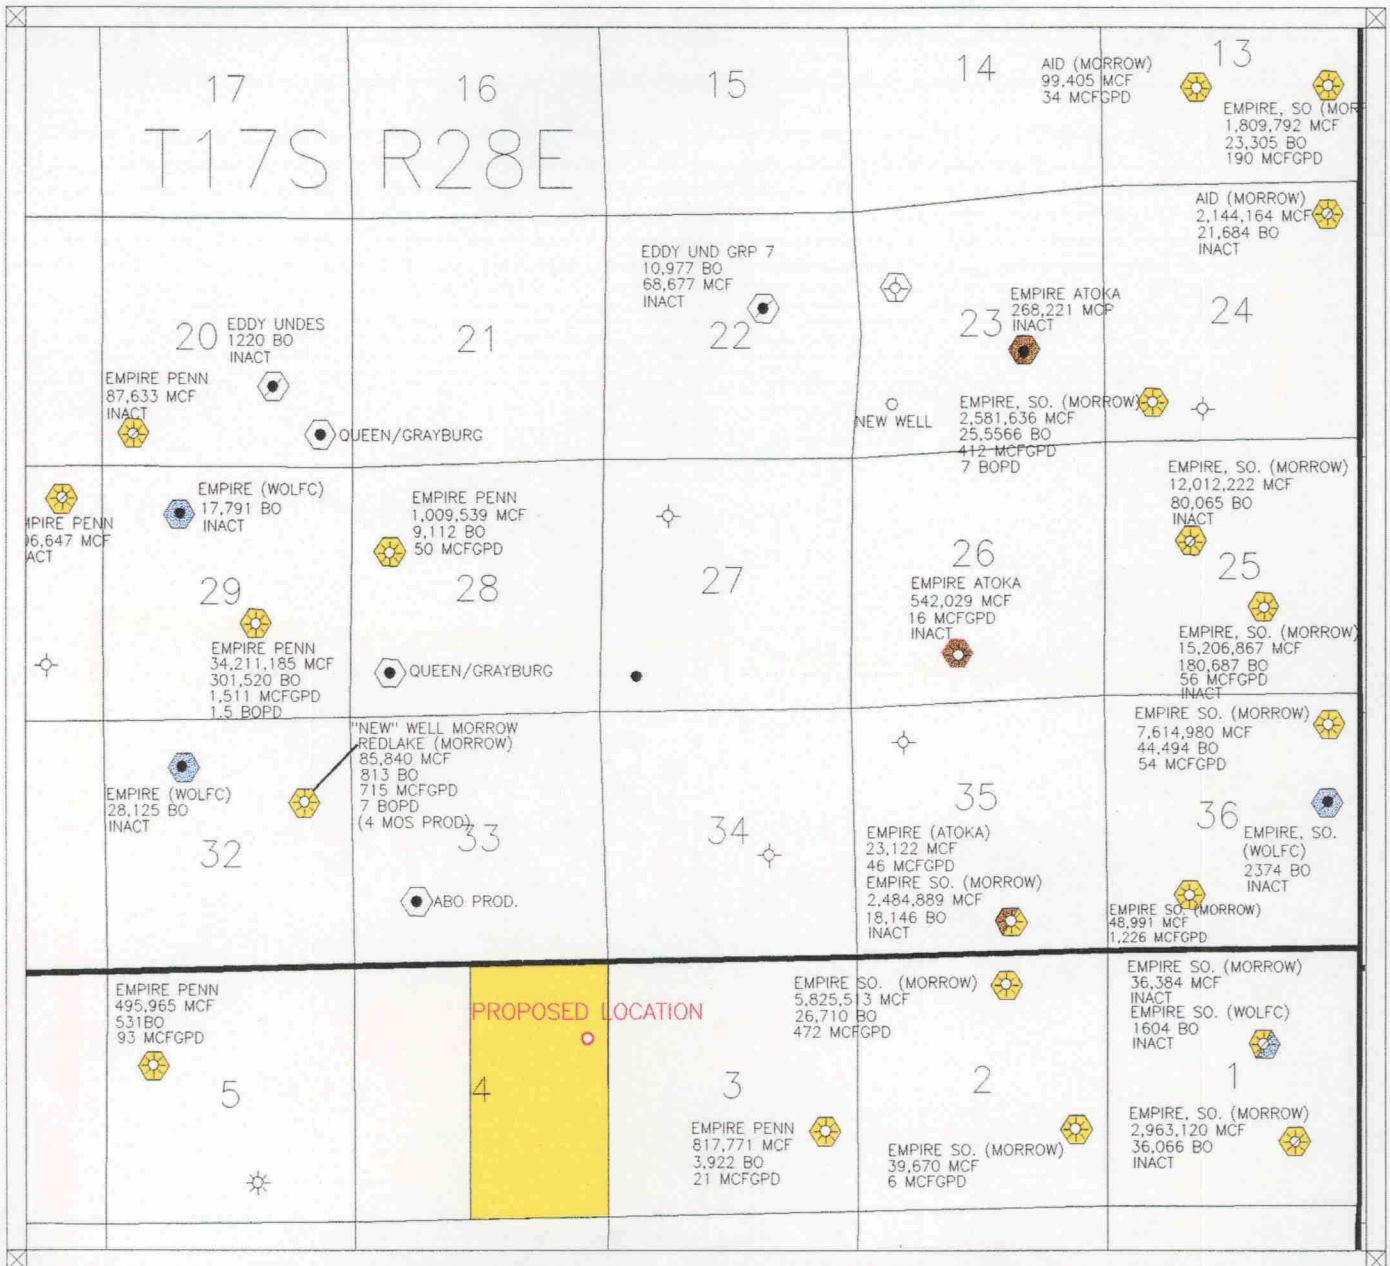 17
16
15
14
13
T17S R28E
AID (MORROW)
99,405 MCF
34 MCFGPD
EMPIRE, SO (MOR
1,809,792 MCF
23,305 BO
190 MCFGPD
AID (MORROW)
2,144,164 MCF
21,684 BO
INACT
24
EDDY UND GRP 7
10,977 BO
68,677 MCF
INACT
22
EMPIRE ATOKA
268,221 MCF
INACT
23
NEW WELL
EMPIRE, SO. (MORROW)
2,581,636 MCF
25,5566 BO
412 MCFGPD
7 BOPD
21
20
EDDY UNDES
1220 BO
INACT
EMPIRE PENN
87,633 MCF
INACT
QUEEN/GRAYBURG
MPIRE PENN
06,647 MCF
ACT
EMPIRE (WOLFC)
17,791 BO
INACT
29
EMPIRE PENN
34,211,185 MCF
301,520 BO
1,511 MCFGPD
1.5 BOPD
EMPIRE PENN
1,009,539 MCF
9,112 BO
50 MCFGPD
28
QUEEN/GRAYBURG
27
26
EMPIRE ATOKA
542,029 MCF
16 MCFGPD
INACT
EMPIRE, SO. (MORROW)
12,012,222 MCF
80,065 BO
INACT
25
EMPIRE, SO. (MORROW)
15,206,867 MCF
180,687 BO
56 MCFGPD
INACT
EMPIRE (WOLFC)
28,125 BO
INACT
32
"NEW" WELL MORROW
REDLAKE (MORROW)
85,840 MCF
813 BO
715 MCFGPD
7 BOPD
(4 MOS PROD)
33
ABO PROD.
34
35
EMPIRE (ATOKA)
23,122 MCF
46 MCFGPD
EMPIRE SO. (MORROW)
2,484,889 MCF
18,146 BO
INACT
EMPIRE SO. (MORROW)
7,614,980 MCF
44,494 BO
54 MCFGPD
36
EMPIRE, SO.
(WOLFC)
2374 BO
INACT
EMPIRE SO. (MORROW)
48,991 MCF
1,226 MCFGPD
EMPIRE PENN
495,965 MCF
531BO
93 MCFGPD
5
PROPOSED LOCATION
4
3
EMPIRE PENN
817,771 MCF
3,922 BO
21 MCFGPD
EMPIRE SO. (MORROW)
5,825,513 MCF
26,710 BO
472 MCFGPD
2
EMPIRE SO. (MORROW)
39,670 MCF
6 MCFGPD
EMPIRE SO. (MORROW)
36,384 MCF
INACT
EMPIRE SO. (WOLFC)
1604 BO
INACT
1
EMPIRE, SO. (MORROW)
2,963,120 MCF
36,066 BO
INACT